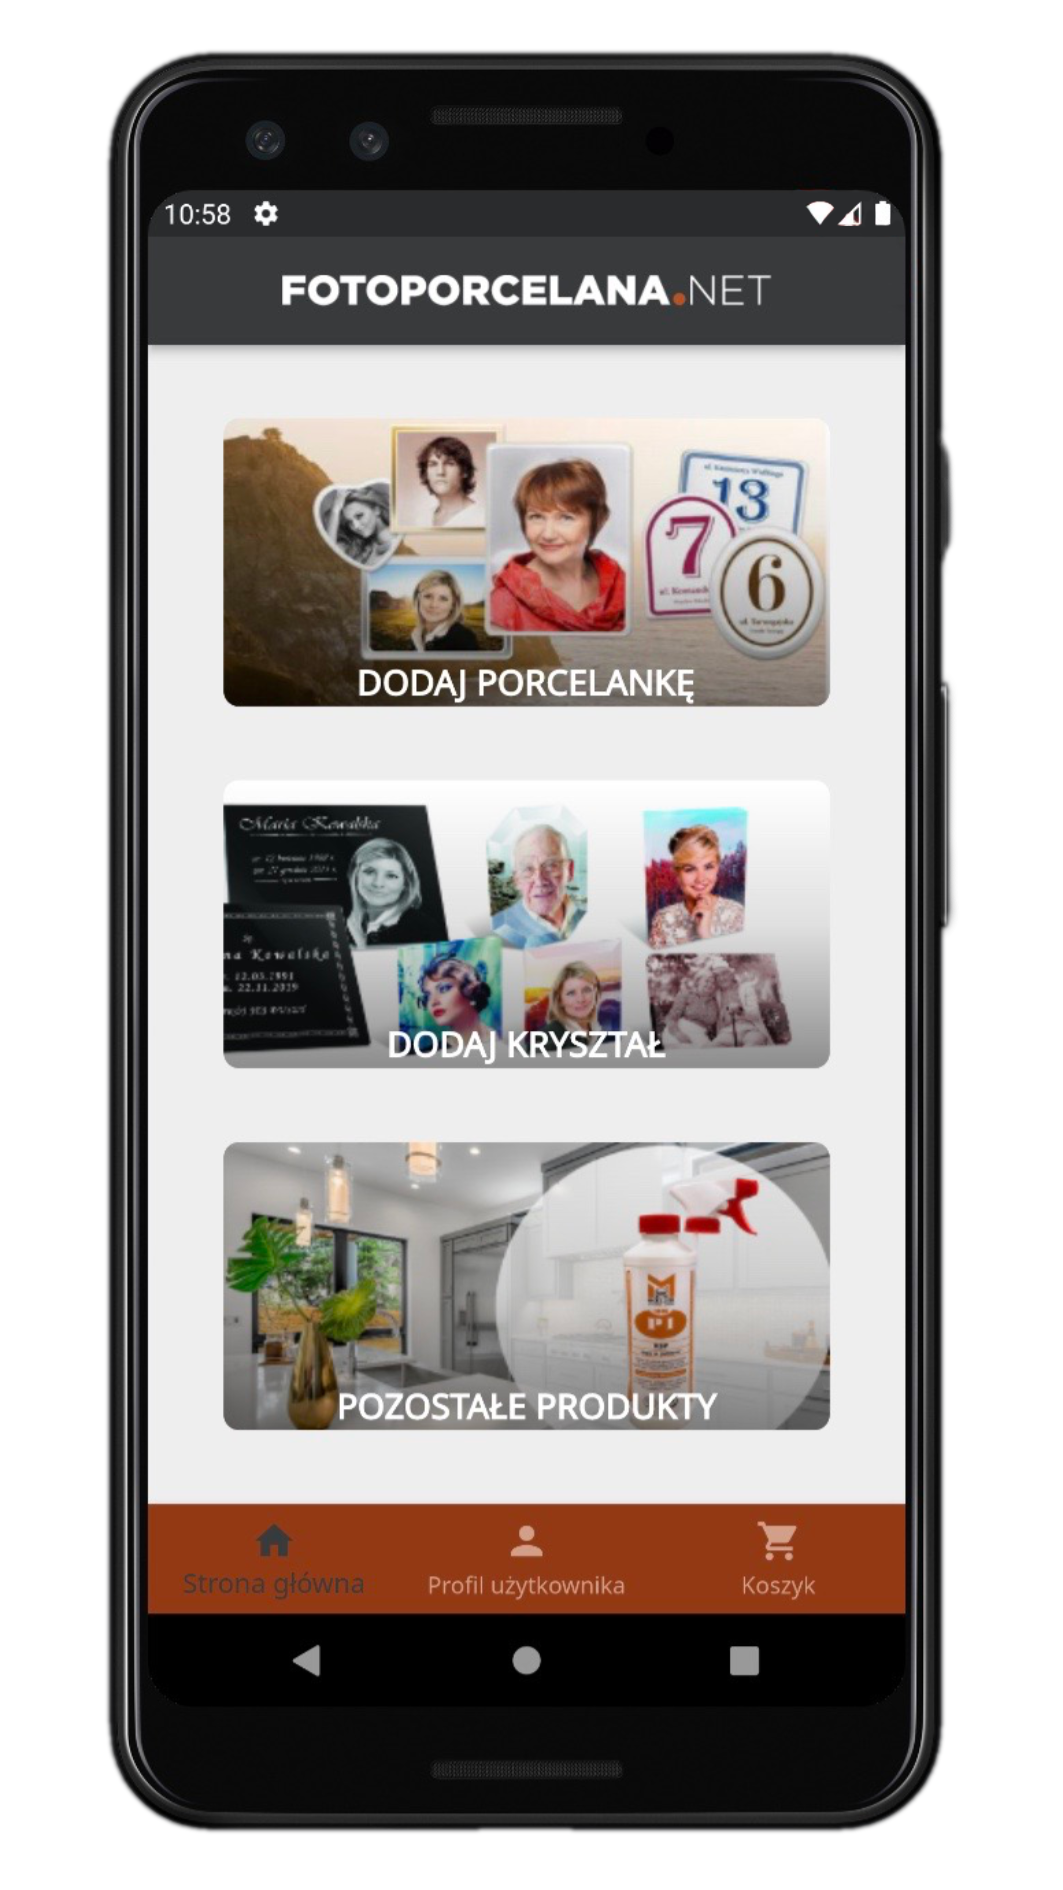 10:58
FOTOPORCELANA.NET
13
7
6
DODAJ PORCELANKĘ
Maria Kowalska
na Kowalska
12.03.1991
22.11.2019
DODAJ KRYSZTAŁ
P1
POZOSTAŁE PRODUKTY
Strona główna
Profil użytkownika
Koszyk